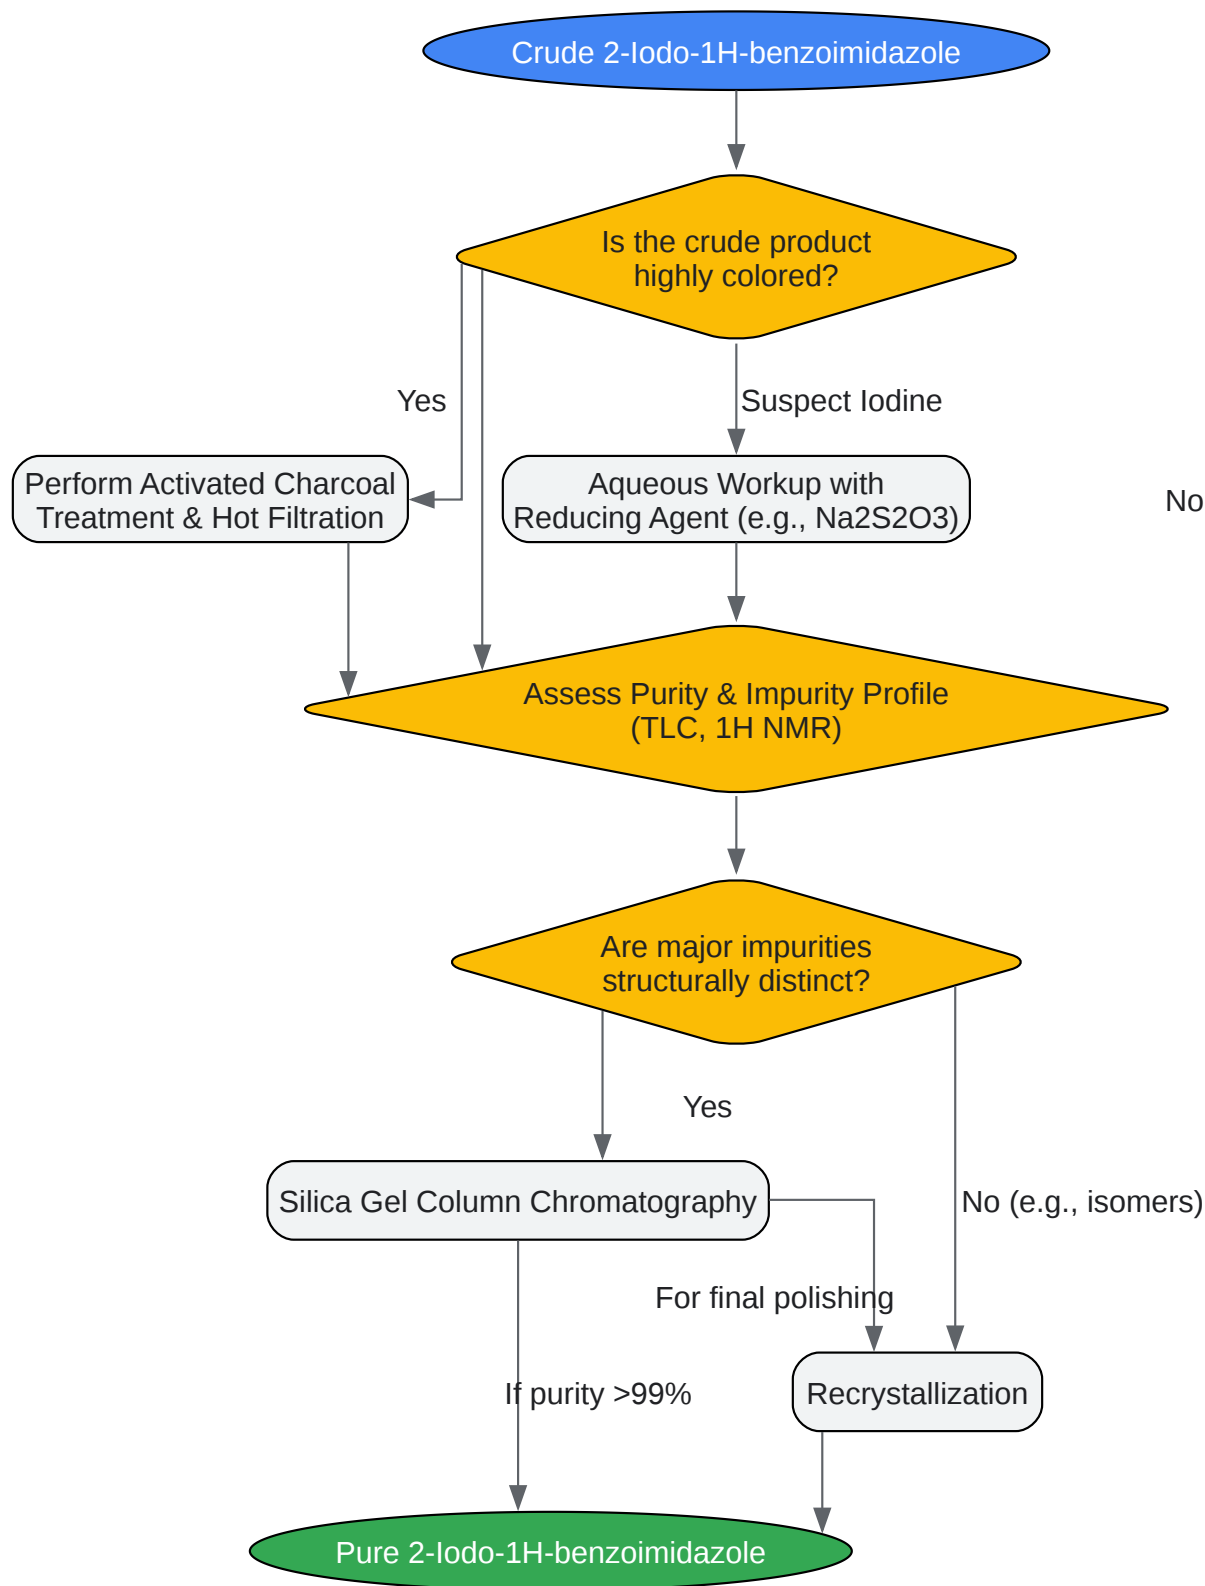 Crude 2-Iodo-1H-benzoimidazole
Is the crude product
highly colored?
Yes
Suspect Iodine
Perform Activated Charcoal
Treatment & Hot Filtration
Aqueous Workup with
Reducing Agent (e.g., Na2S2O3)
No
Assess Purity & Impurity Profile
(TLC, 1H NMR)
Are major impurities
structurally distinct?
Yes
Silica Gel Column Chromatography
No (e.g., isomers)
For final polishing
If purity >99%
Recrystallization
Pure 2-Iodo-1H-benzoimidazole